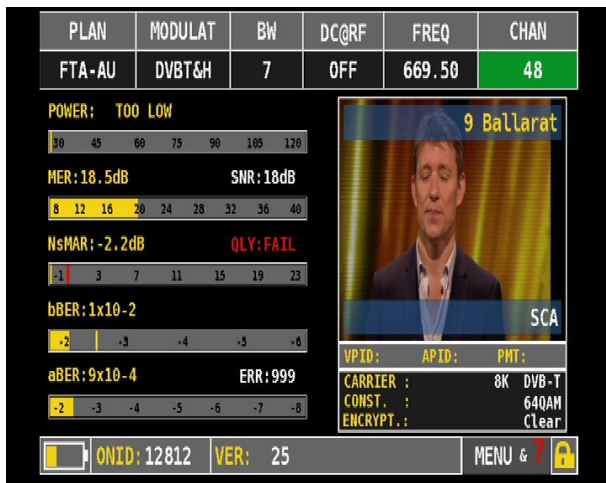 PLAN MODULAT BW DC@RF FREQ CHAN
FTA-AU DVBT&H 7 OFF 669.50 48
POWER: TOO LOW
30 45 60 75 90 105 120
9 Ballarat
MER:18.5dB SNR:18dB
8 12 16 20 24 28 32 36 40
NsMAR:-2.2dB QLY:FAIL
-1 3 7 11 15 19 23
bBER:1x10-2
-2 -3 -4 -5 -6
SCA
aBER:9x10-4 ERR:999
-2 -3 -4 -5 -6 -7 -8
VPID: APID: PMT:
CARRIER : 8K DVB-T
CONST. : 64QAM
ENCRYPT.: Clear
ONID:12812 VER: 25 MENU & ?